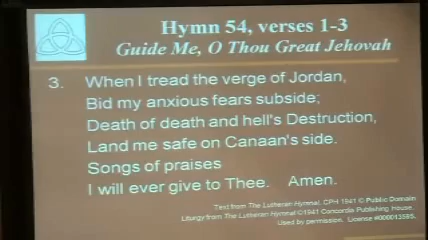 Hymn 54, verses 1-3
Guide Me, O Thou Great Jehovah
3. When I tread the verge of Jordan,
Bid my anxious fears subside;
Death of death and hell's Destruction,
Land me safe on Canaan's side.
Songs of praises
I will ever give to Thee. Amen.
Text from The Lutheran Hymnal, CPH 1941 © Public Domain
Liturgy from The Lutheran Hymnal ©1941 Concordia Publishing House.
Used by permission. License #000013595.